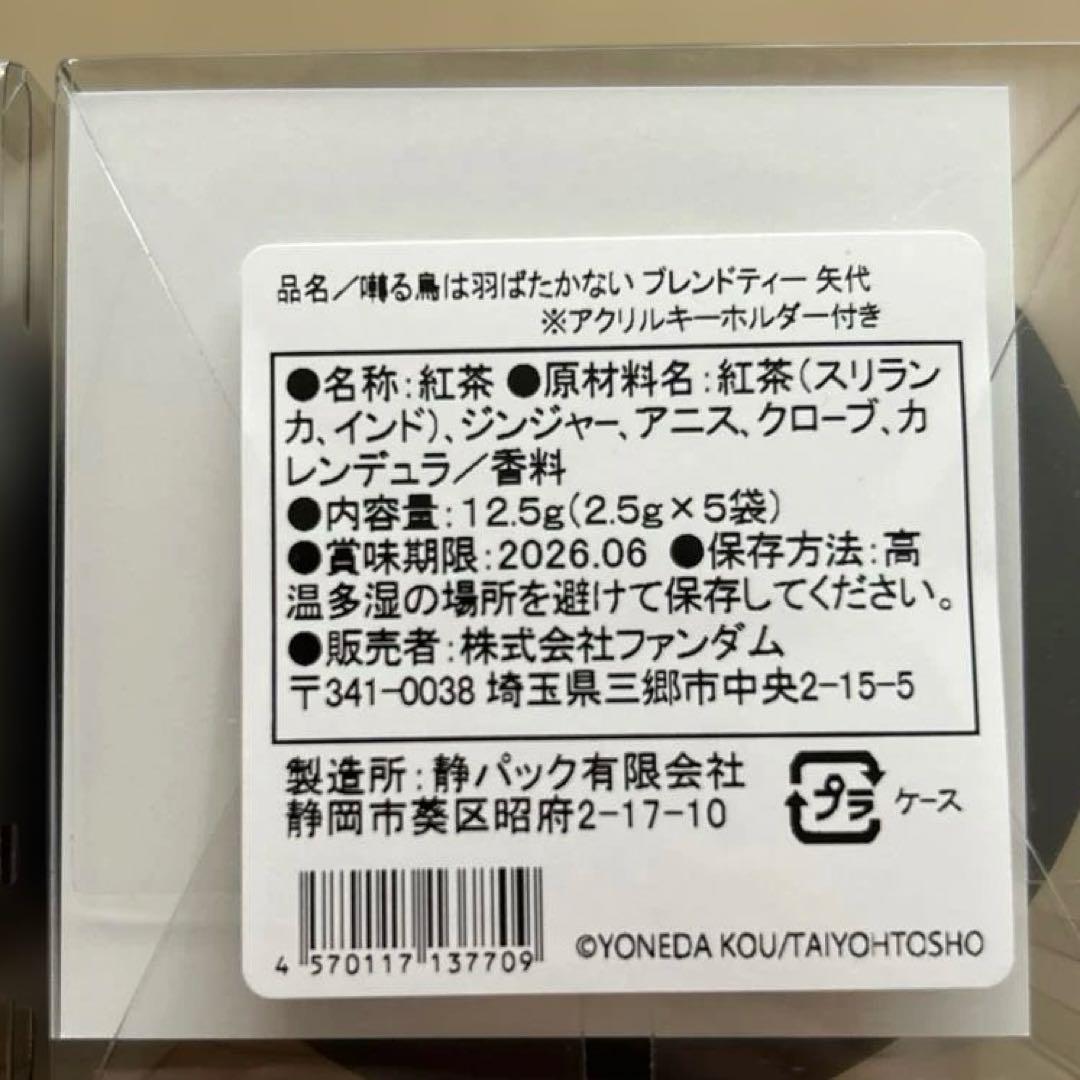 品名／囀る鳥は羽ばたかない ブレンドティー 矢代
※アクリルキーホルダー付き
●名称：紅茶 ●原材料名：紅茶（スリラン
カ、インド）、ジンジャー、アニス、クローブ、カ
レンデュラ／香料
●内容量：12.5g（2.5g×5袋）
●賞味期限：2026.06 ●保存方法：高
温多湿の場所を避けて保存してください。
●販売者：株式会社ファンダム
〒341-0038 埼玉県三郷市中央2-15-5
製造所：静パック有限会社
静岡市葵区昭府2-17-10
プラ ケース
4 570117 137709
©YONEDA KOU/TAIYOHTOSHO